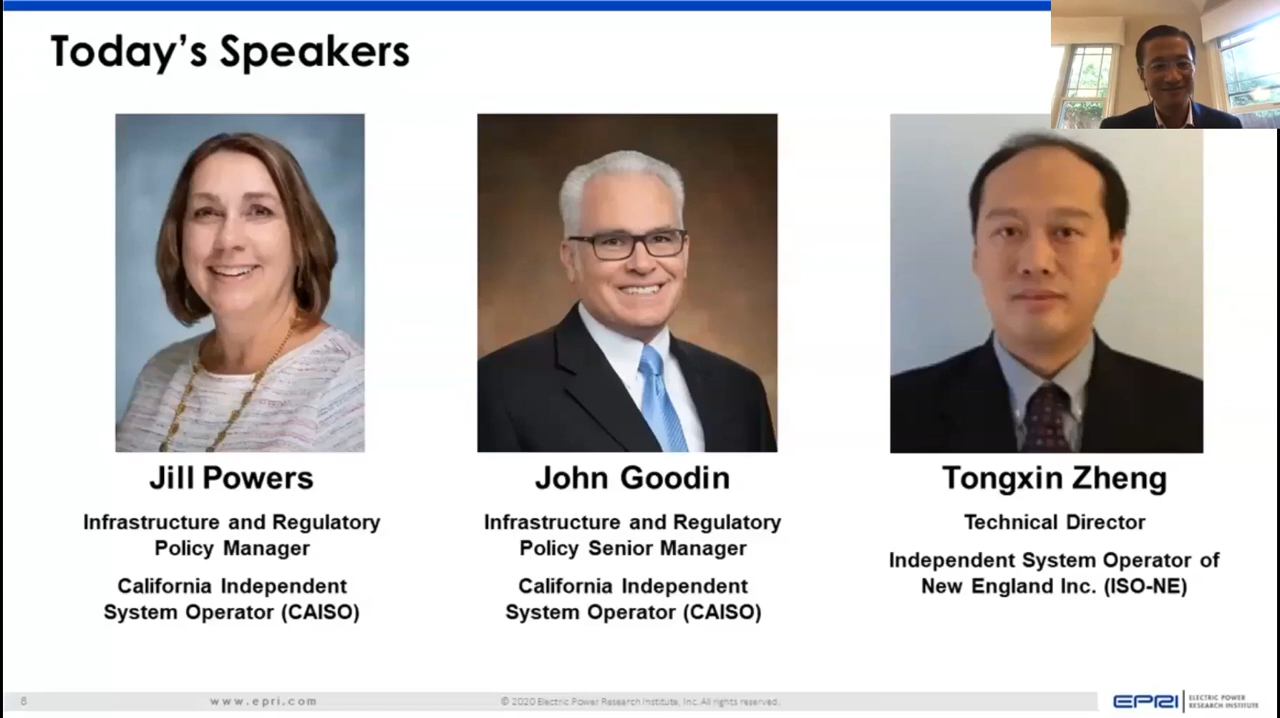 Today's Speakers
Jill Powers
Infrastructure and Regulatory
Policy Manager
California Independent
System Operator (CAISO)
John Goodin
Infrastructure and Regulatory
Policy Senior Manager
California Independent
System Operator (CAISO)
Tongxin Zheng
Technical Director
Independent System Operator of
New England Inc. (ISO-NE)
8
www.epri.com
© 2020 Electric Power Research Institute, Inc. All rights reserved.
EPRI
ELECTRIC POWER
RESEARCH INSTITUTE